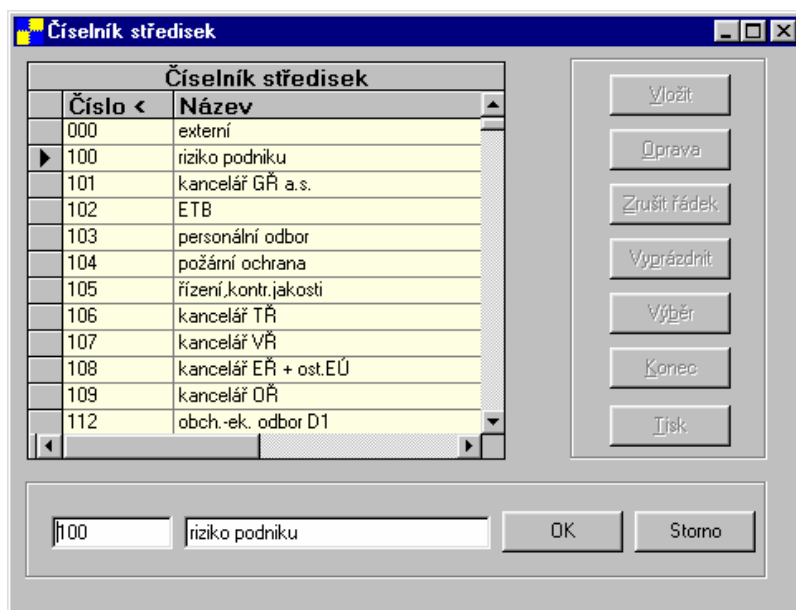 Číselník středisek
Číselník středisek
Číslo < Název
000 externí
100 riziko podniku
101 kancelář GŘ a.s.
102 ETB
103 personální odbor
104 požární ochrana
105 řízení,kontr.jakosti
106 kancelář TŘ
107 kancelář VŘ
108 kancelář EŘ + ost.EÚ
109 kancelář OŘ
112 obch.-ek. odbor D1
Vložit
Oprava
Zrušit řádek
Vyprázdnit
Výběr
Konec
Tisk
100 riziko podniku OK Storno